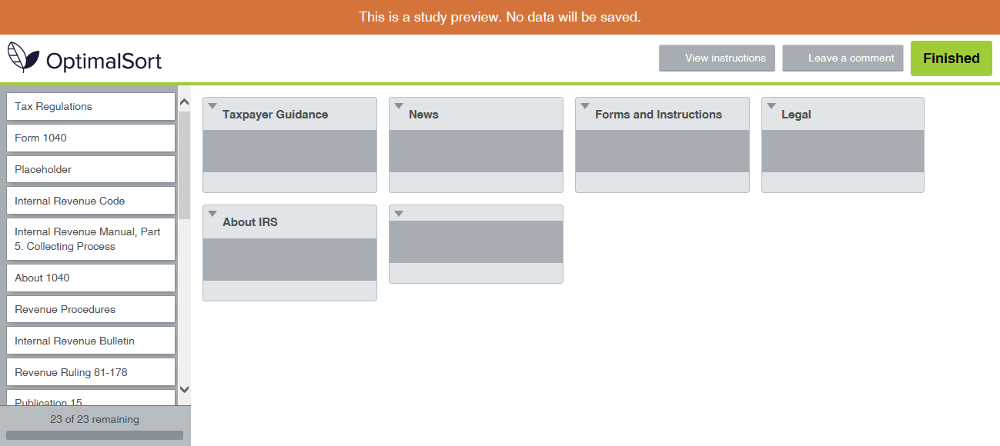 This is a study preview. No data will be saved.
OptimalSort
View instructions
Leave a comment
Finished
Tax Regulations
Form 1040
Placeholder
Internal Revenue Code
Internal Revenue Manual, Part
5. Collecting Process
About 1040
Revenue Procedures
Internal Revenue Bulletin
Revenue Ruling 81-178
Publication 15
23 of 23 remaining
Taxpayer Guidance
News
Forms and Instructions
Legal
About IRS